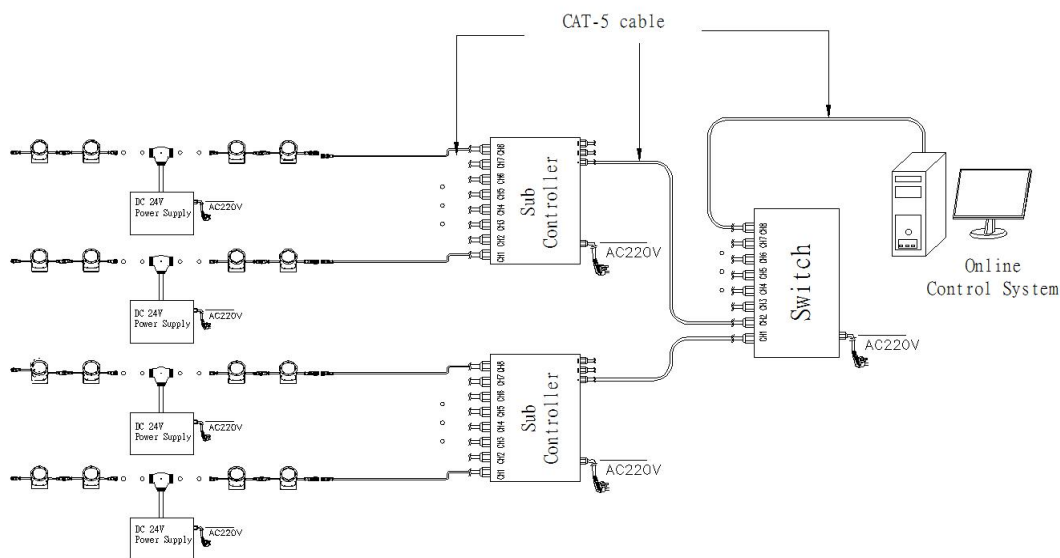 CAT-5 cable
DC 24V
Power Supply
AC220V
CH8
CH7
CH6
CH5
CH4
CH3
CH2
CH1
Sub
Controller
AC220V
DC 24V
Power Supply
AC220V
CH8
CH7
CH6
CH5
CH4
CH3
CH2
CH1
Switch
AC220V
Online
Control System
DC 24V
Power Supply
AC220V
CH8
CH7
CH6
CH5
CH4
CH3
CH2
CH1
Sub
Controller
AC220V
DC 24V
Power Supply
AC220V